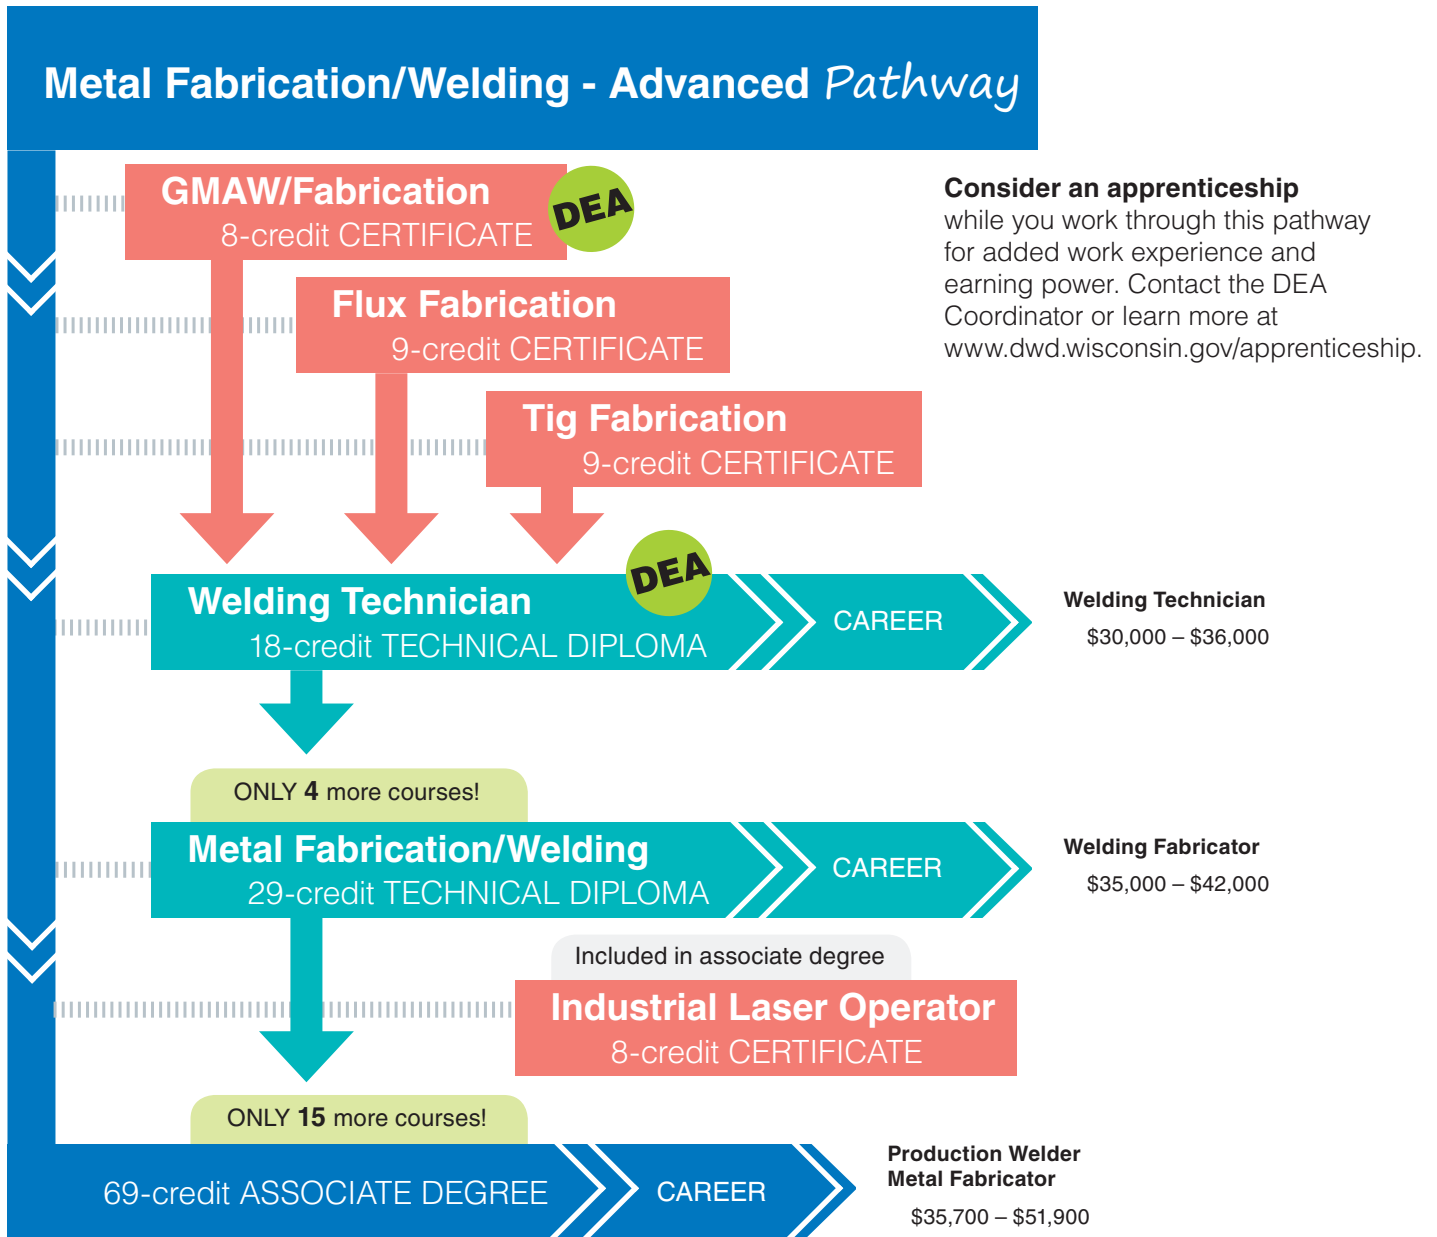 Metal Fabrication/Welding - Advanced Pathway
GMAW/Fabrication
8-credit CERTIFICATE
DEA
Consider an apprenticeship
while you work through this pathway
for added work experience and
earning power. Contact the DEA
Coordinator or learn more at
www.dwd.wisconsin.gov/apprenticeship.
Flux Fabrication
9-credit CERTIFICATE
Tig Fabrication
9-credit CERTIFICATE
DEA
Welding Technician
18-credit TECHNICAL DIPLOMA
CAREER
Welding Technician
$30,000 – $36,000
ONLY 4 more courses!
Metal Fabrication/Welding
29-credit TECHNICAL DIPLOMA
CAREER
Welding Fabricator
$35,000 – $42,000
Included in associate degree
Industrial Laser Operator
8-credit CERTIFICATE
ONLY 15 more courses!
69-credit ASSOCIATE DEGREE
CAREER
Production Welder
Metal Fabricator
$35,700 – $51,900